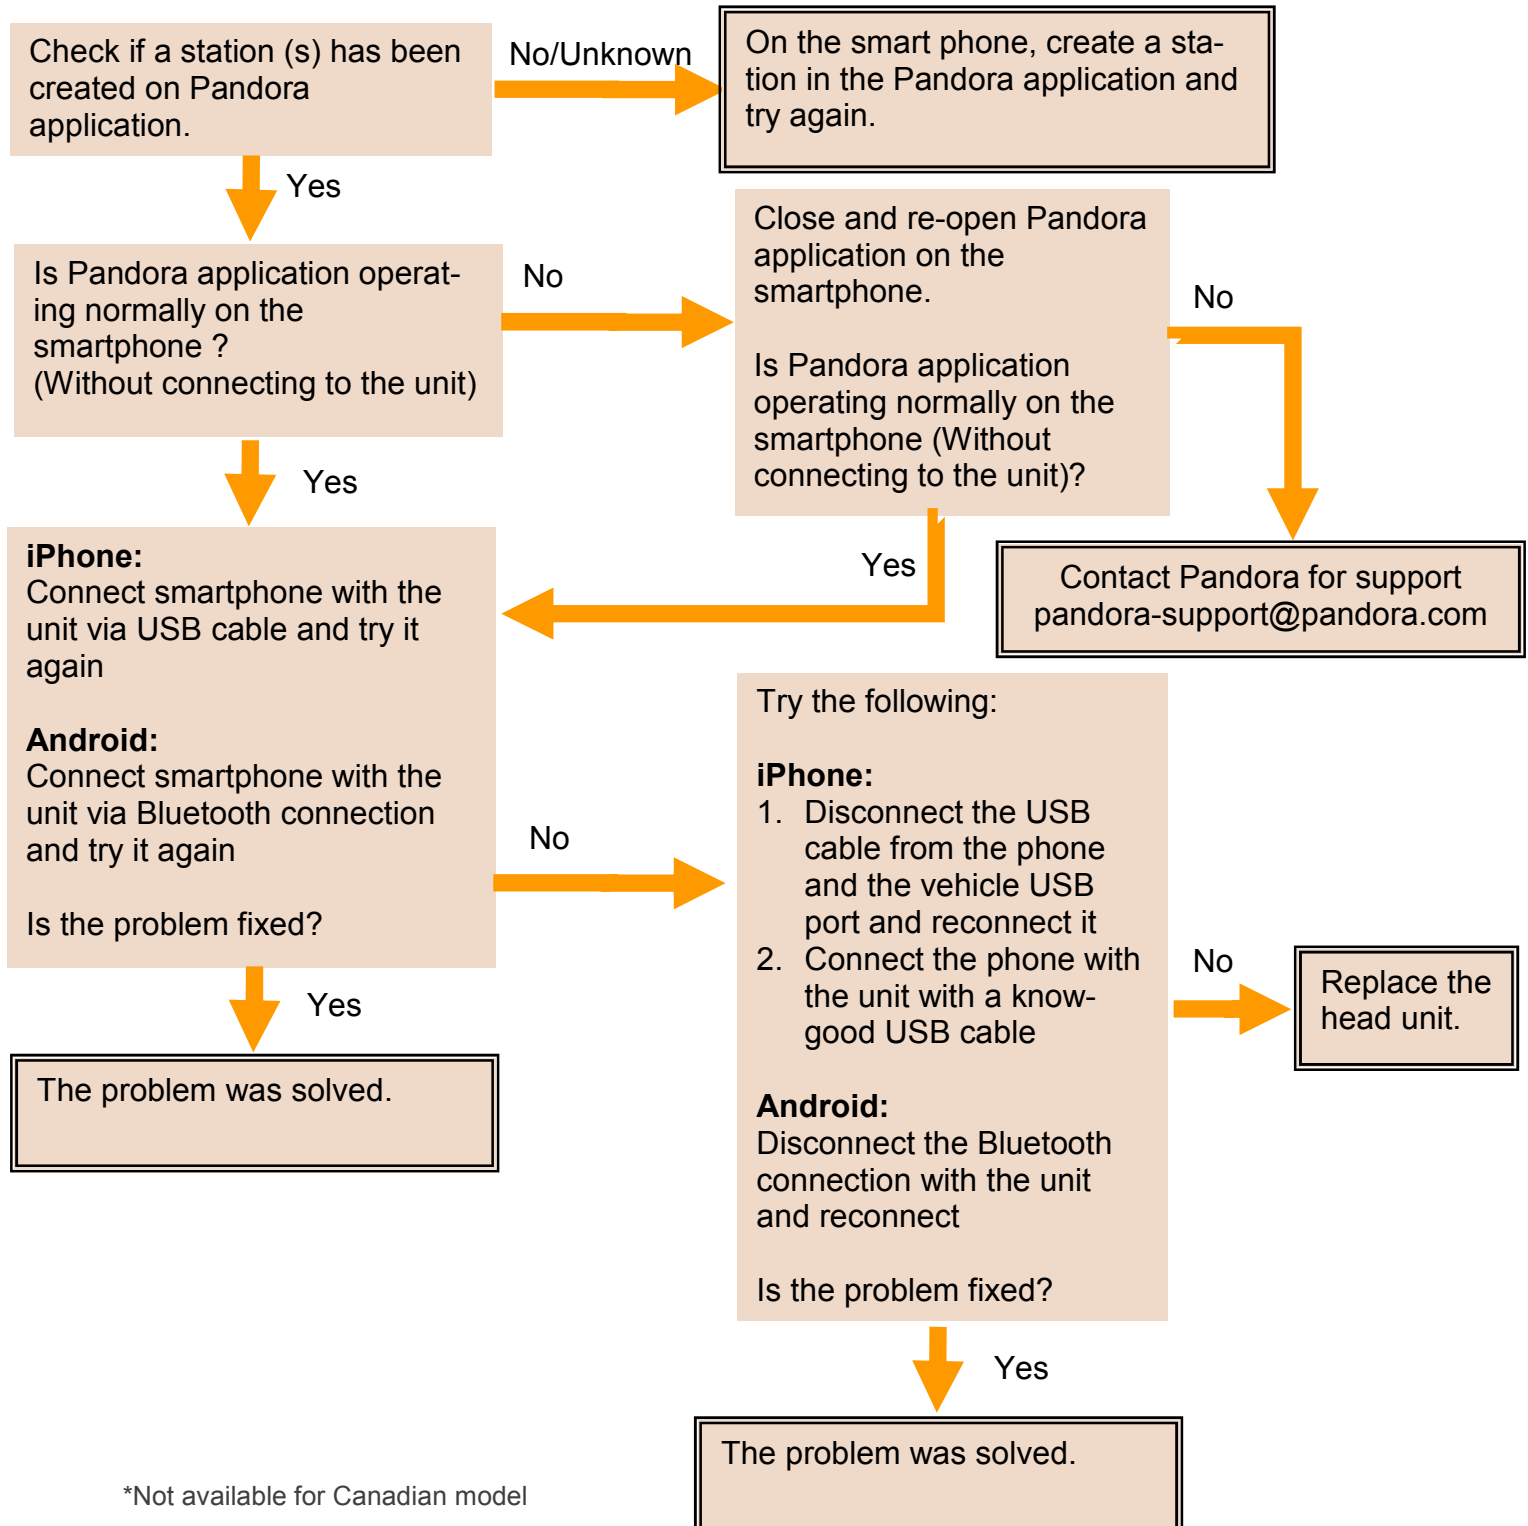 Check if a station (s) has been
created on Pandora
application.
No/Unknown
On the smart phone, create a sta-
tion in the Pandora application and
try again.
Yes
Is Pandora application operat-
ing normally on the
smartphone ?
(Without connecting to the unit)
No
Close and re-open Pandora
application on the
smartphone.
Is Pandora application
operating normally on the
smartphone (Without
connecting to the unit)?
No
Yes
Yes
Contact Pandora for support
pandora-support@pandora.com
iPhone:
Connect smartphone with the
unit via USB cable and try it
again
Android:
Connect smartphone with the
unit via Bluetooth connection
and try it again
Is the problem fixed?
No
Try the following:
iPhone:
1. Disconnect the USB
cable from the phone
and the vehicle USB
port and reconnect it
2. Connect the phone with
the unit with a know-
good USB cable
Android:
Disconnect the Bluetooth
connection with the unit
and reconnect
Is the problem fixed?
No
Replace the
head unit.
Yes
The problem was solved.
Yes
The problem was solved.
*Not available for Canadian model